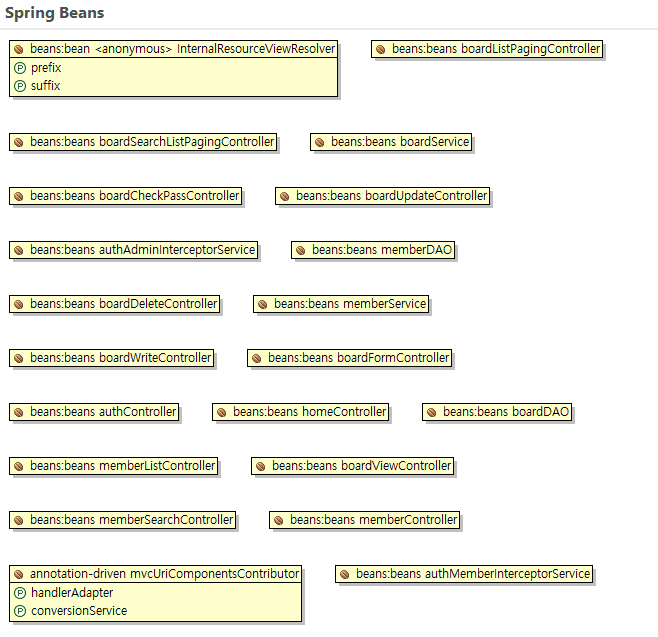 Spring Beans
beans:bean <anonymous> InternalResourceViewResolver
prefix
suffix
beans:beans boardListPagingController
beans:beans boardSearchListPagingController
beans:beans boardService
beans:beans boardCheckPassController
beans:beans boardUpdateController
beans:beans authAdminInterceptorService
beans:beans memberDAO
beans:beans boardDeleteController
beans:beans memberService
beans:beans boardWriteController
beans:beans boardFormController
beans:beans authController
beans:beans homeController
beans:beans boardDAO
beans:beans memberListController
beans:beans boardViewController
beans:beans memberSearchController
beans:beans memberController
annotation-driven mvcUriComponentsContributor
handlerAdapter
conversionService
beans:beans authMemberInterceptorService